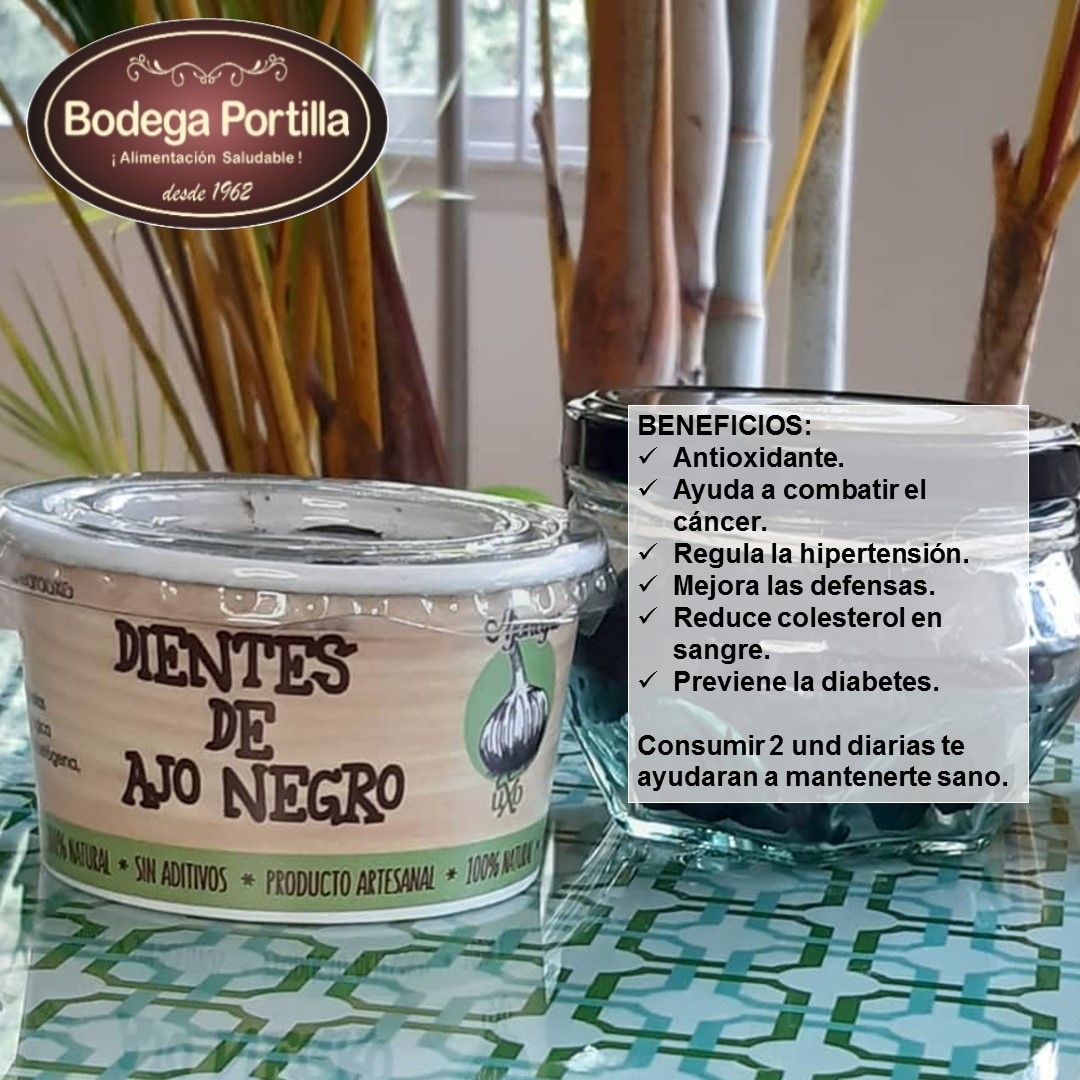 Bodega Portilla
¡ Alimentación Saludable !
desde 1962
BENEFICIOS:
✓ Antioxidante.
✓ Ayuda a combatir el
cáncer.
✓ Regula la hipertensión.
✓ Mejora las defensas.
✓ Reduce colesterol en
sangre.
✓ Previene la diabetes.
Consumir 2 und diarias te
ayudaran a mantenerte sano.
DIENTES
DE
AJO NEGRO
100% NATURAL * SIN ADITIVOS * PRODUCTO ARTESANAL * 100% NATURAL